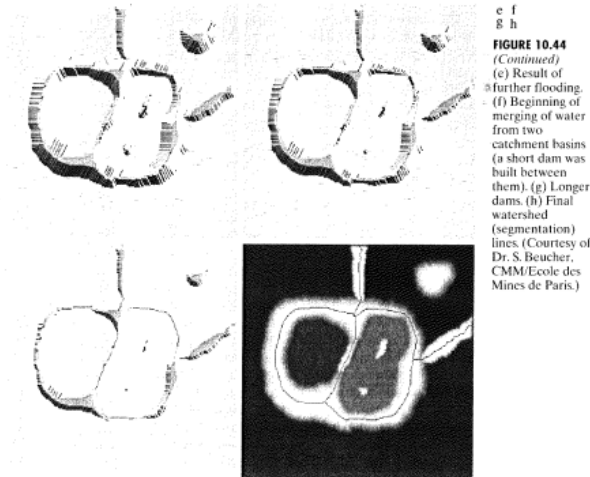 e f
g h
FIGURE 10.44
(Continued)
(e) Result of
further flooding.
(f) Beginning of
merging of water
from two
catchment basins
(a short dam was
built between
them). (g) Longer
dams. (h) Final
watershed
(segmentation)
lines. (Courtesy of
Dr. S. Beucher,
CMM/Ecole des
Mines de Paris.)